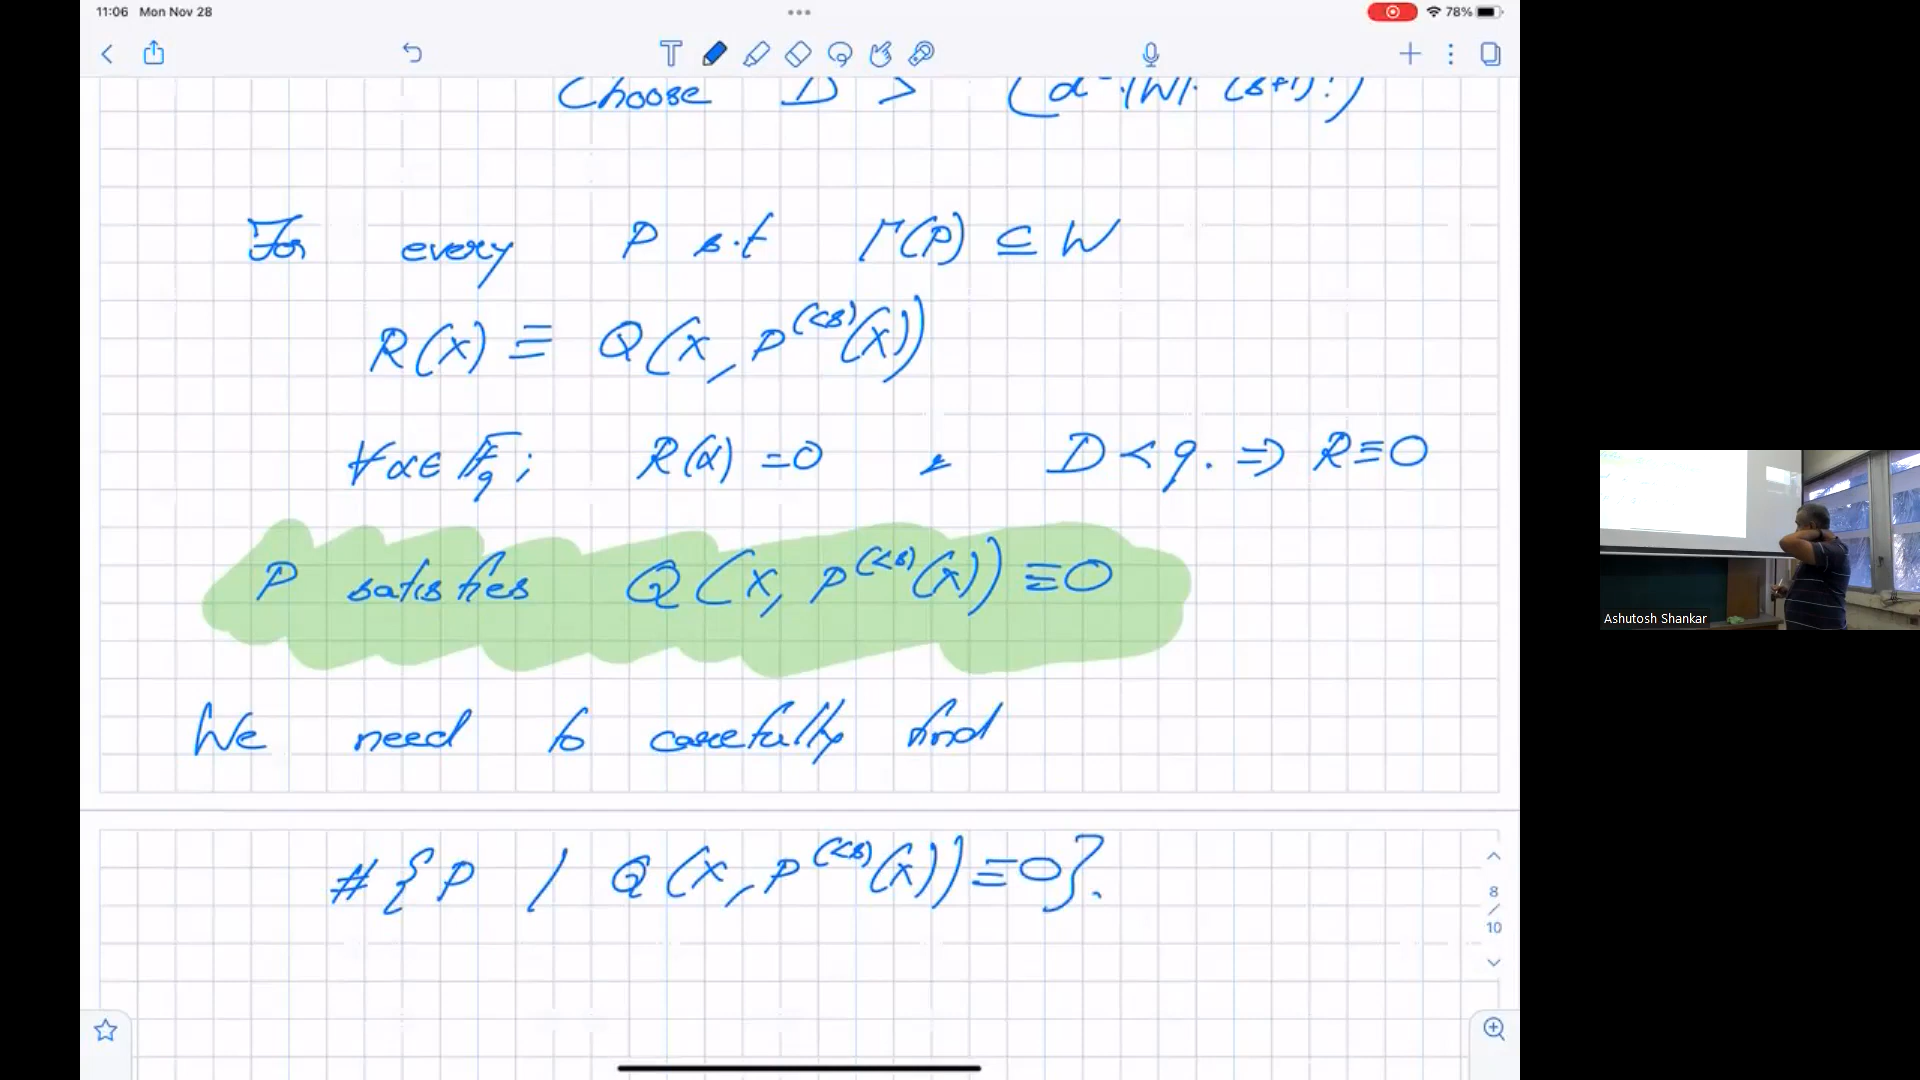 11:06 Mon Nov 28
78%
Choose D > (d · |W| · (s+1)!)
For every P s.t Γ(P) ⊆ W
R(X) ≡ Q(X, P^(<s)(X))
∀α∈ F_q; R(α) = 0 & D < q. ⇒ R≡0
P satisfies Q(X, P^(<s)(X)) ≡ 0
We need to carefully find
# { P / Q(X, P^(<s)(X)) ≡ 0 }.
8
/
10
Ashutosh Shankar